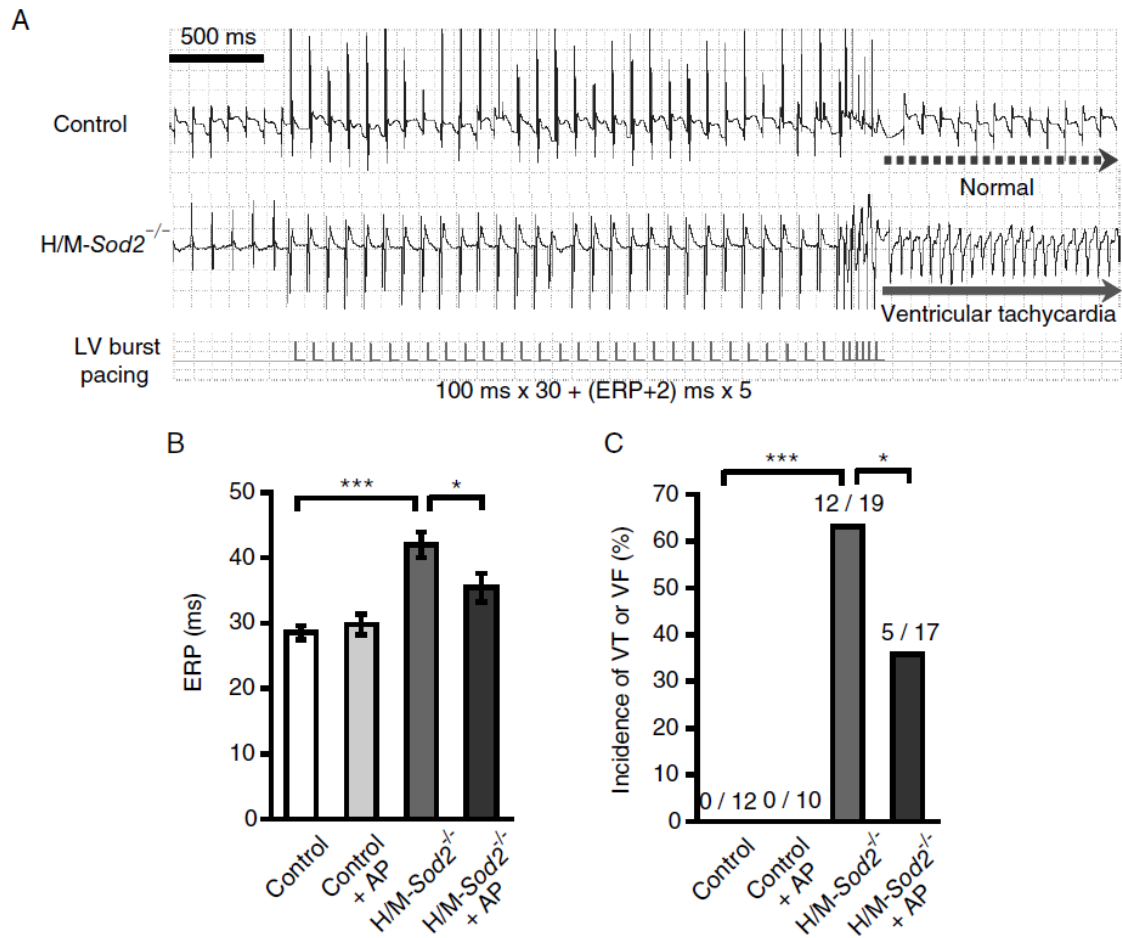 A
500 ms
Control
Normal
H/M-Sod2⁻/⁻
Ventricular tachycardia
LV burst
pacing
100 ms x 30 + (ERP+2) ms x 5
B
***
*
50
40
30
20
10
0
ERP (ms)
Control
Control
+ AP
H/M-Sod2⁻/⁻
H/M-Sod2⁻/⁻
+ AP
C
***
*
70
60
50
40
30
20
10
0
Incidence of VT or VF (%)
12 / 19
5 / 17
0 / 12
0 / 10
Control
Control
+ AP
H/M-Sod2⁻/⁻
H/M-Sod2⁻/⁻
+ AP